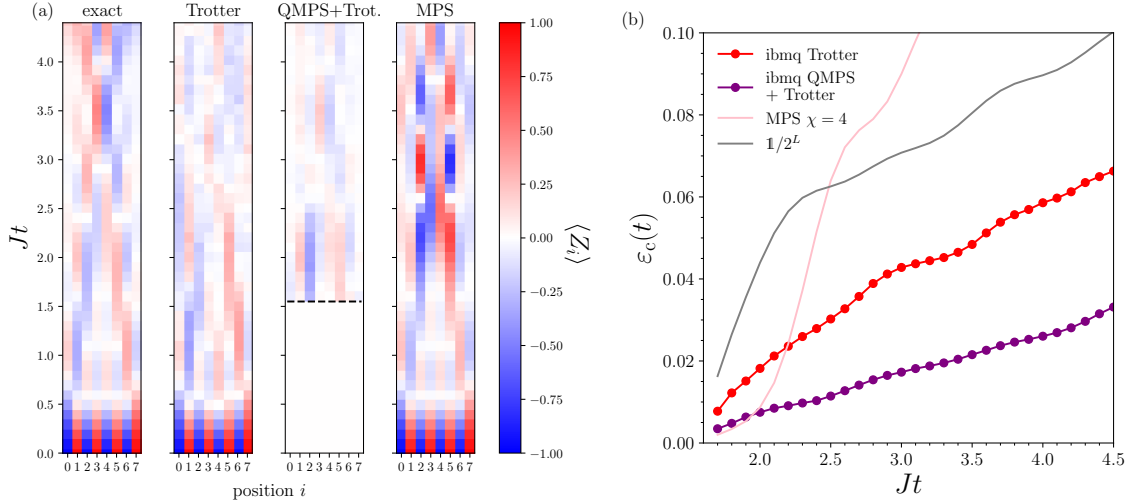 (a)
exact
Trotter
QMPS+Trot.
MPS
Jt
4.0
3.5
3.0
2.5
2.0
1.5
1.0
0.5
0.0
0 1 2 3 4 5 6 7
0 1 2 3 4 5 6 7
0 1 2 3 4 5 6 7
0 1 2 3 4 5 6 7
position i
1.00
0.75
0.50
0.25
0.00
−0.25
−0.50
−0.75
−1.00
⟨Z_i⟩
(b)
ε_c(t)
0.10
0.08
0.06
0.04
0.02
0.00
ibmq Trotter
ibmq QMPS
+ Trotter
MPS χ = 4
𝟙/2^L
2.0 2.5 3.0 3.5 4.0 4.5
Jt